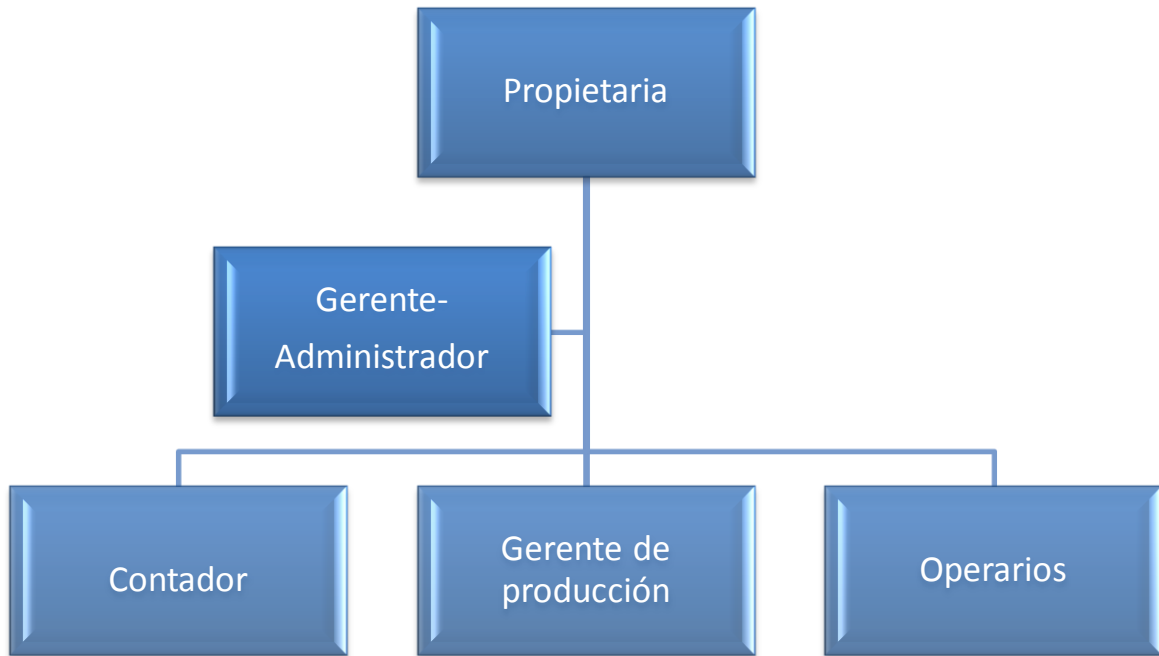 Propietaria
Gerente-
Administrador
Contador
Gerente de
producción
Operarios